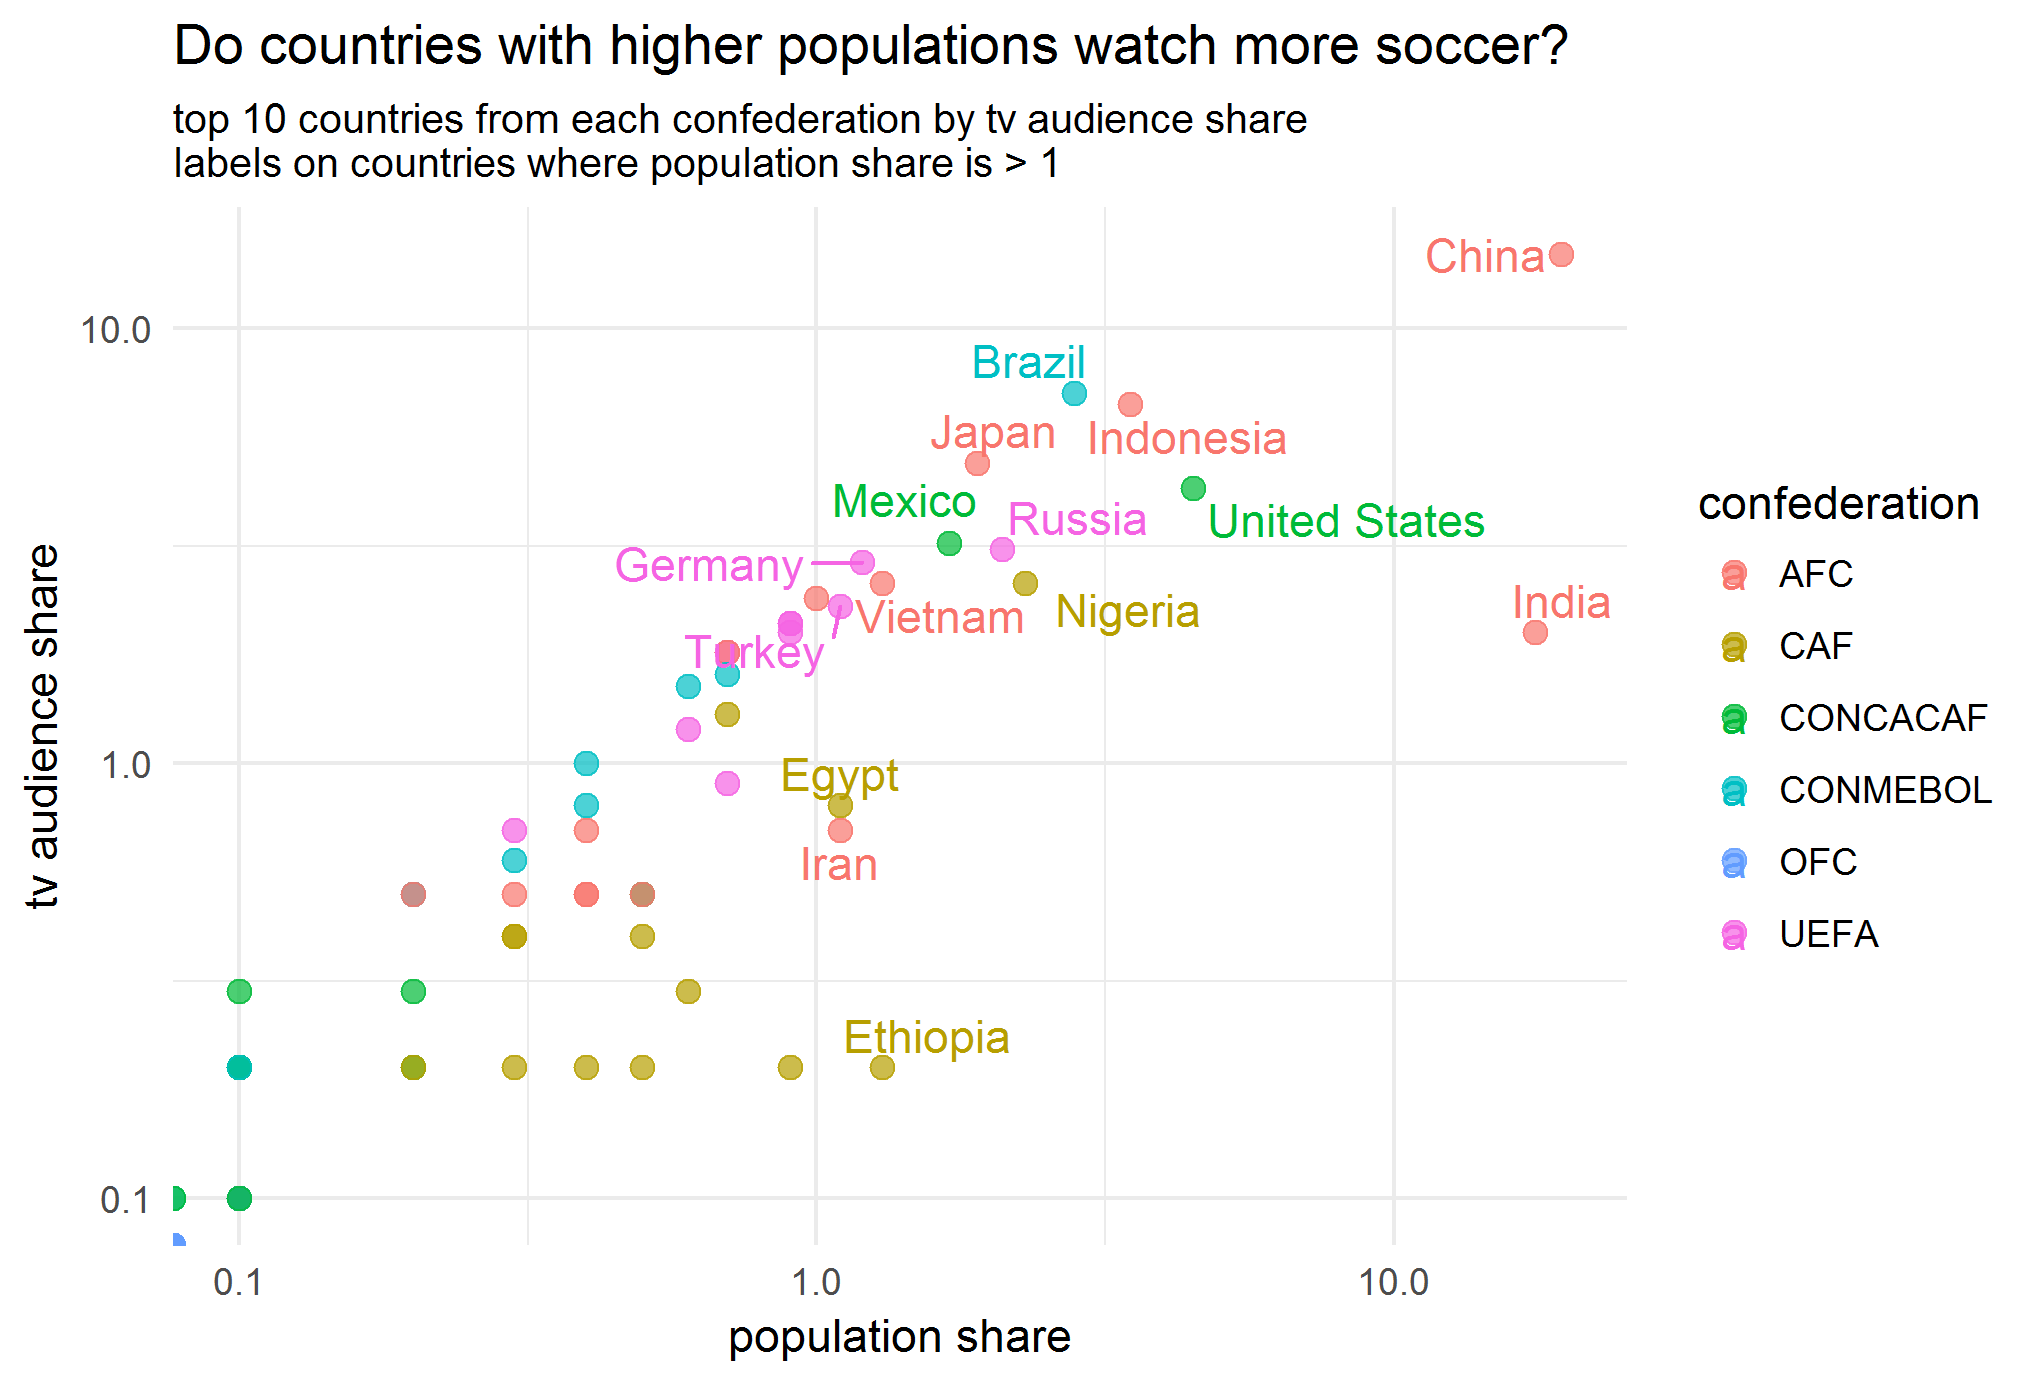 Do countries with higher populations watch more soccer?
top 10 countries from each confederation by tv audience share
labels on countries where population share is > 1
China
10.0
Brazil
Japan
Indonesia
Mexico
Russia
United States
Germany
India
Vietnam
Nigeria
Turkey
1.0
Egypt
Iran
Ethiopia
0.1
tv audience share
0.1
1.0
10.0
population share
confederation
a AFC
a CAF
a CONCACAF
a CONMEBOL
a OFC
a UEFA